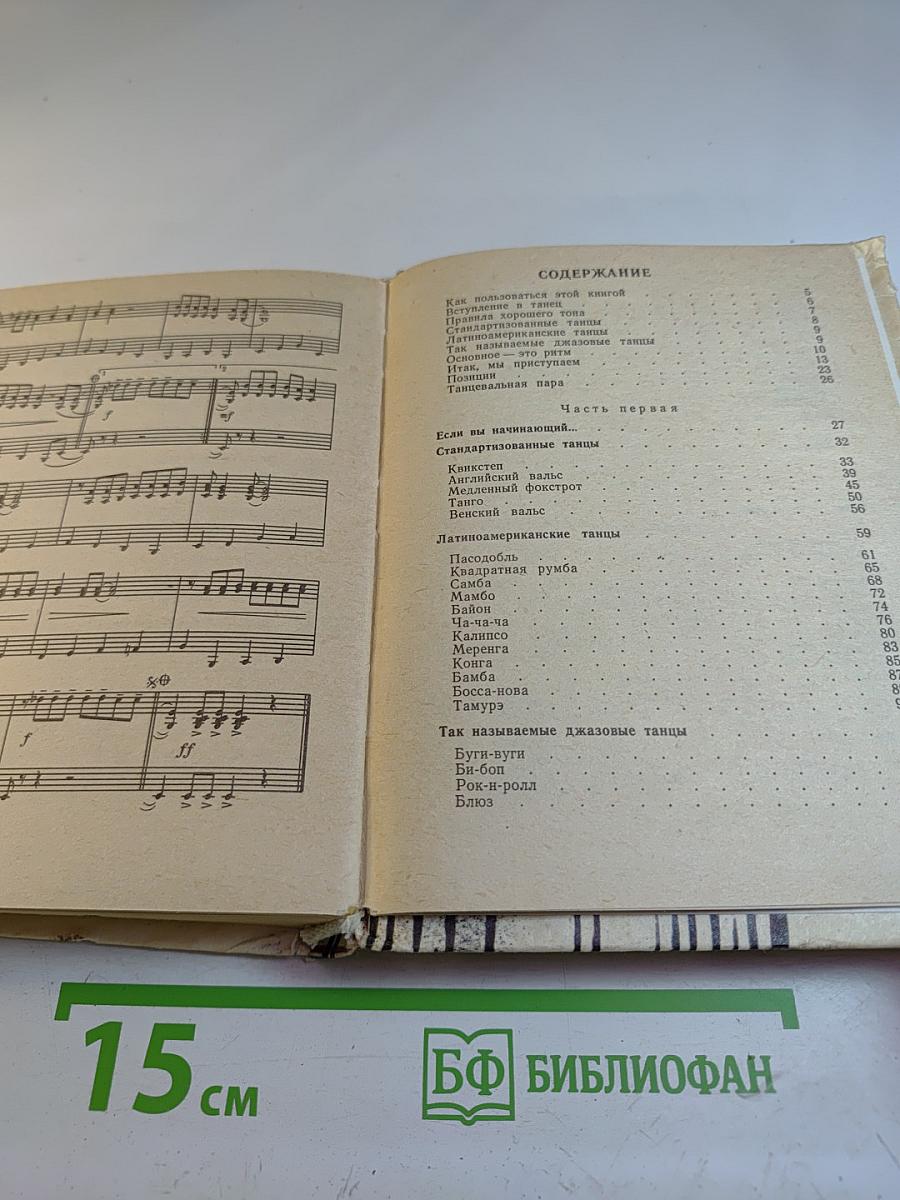 f
mf
f
ff
СОДЕРЖАНИЕ
Как пользоваться этой книгой 5
Вступление в танец 6
Правила хорошего тона 7
Стандартизованные танцы 8
Латиноамериканские танцы 9
Так называемые джазовые танцы 9
Основное — это ритм 10
Итак, мы приступаем 13
Позиции 23
Танцевальная пара 26
Часть первая
Если вы начинающий... 27
Стандартизованные танцы 32
Квикстеп 33
Английский вальс 39
Медленный фокстрот 45
Танго 50
Венский вальс 56
Латиноамериканские танцы 59
Пасодобль 61
Квадратная румба 65
Самба 68
Мамбо 72
Байон 74
Ча-ча-ча 76
Калипсо 80
Меренга 83
Конга 85
Бамба 87
Босса-нова
Тамурэ
Так называемые джазовые танцы
Буги-вуги
Би-боп
Рок-н-ролл
Блюз
15 см
БФ БИБЛИОФАН